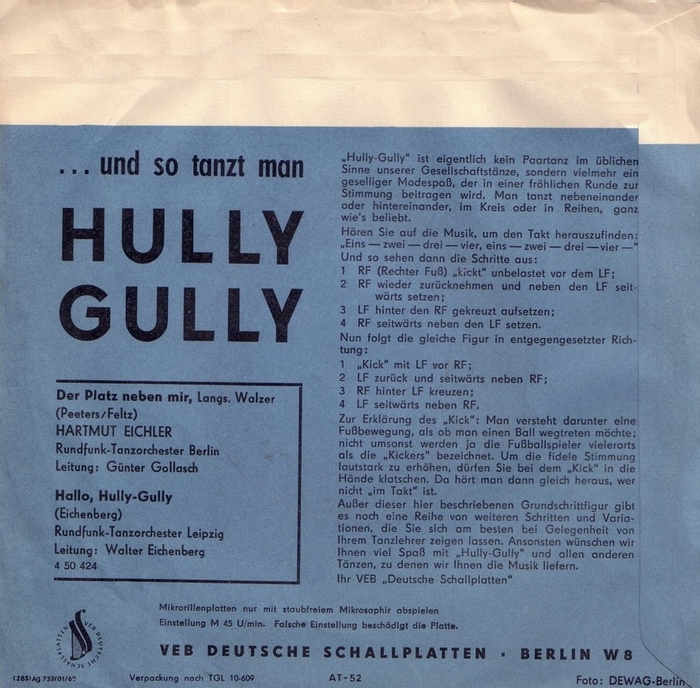 ... und so tanzt man
HULLY
GULLY
Der Platz neben mir, Langs. Walzer
(Peeters/Feltz)
HARTMUT EICHLER
Rundfunk-Tanzorchester Berlin
Leitung: Günter Gollasch
Hallo, Hully-Gully
(Eichenberg)
Rundfunk-Tanzorchester Leipzig
Leitung: Walter Eichenberg
4 50 424
„Hully-Gully" ist eigentlich kein Paartanz im üblichen
Sinne unserer Gesellschaftstänze, sondern vielmehr ein
geselliger Modespaß, der in einer fröhlichen Runde zur
Stimmung beitragen wird. Man tanzt nebeneinander
oder hintereinander, im Kreis oder in Reihen, ganz
wie's beliebt.
Hören Sie auf die Musik, um den Takt herauszufinden:
„Eins — zwei — drei — vier, eins — zwei — drei — vier —"
Und so sehen dann die Schritte aus:
1 RF (Rechter Fuß) „kickt" unbelastet vor dem LF;
2 RF wieder zurücknehmen und neben den LF seit-
wärts setzen;
3 LF hinter den RF gekreuzt aufsetzen;
4 RF seitwärts neben den LF setzen.
Nun folgt die gleiche Figur in entgegengesetzter Rich-
tung:
1 „Kick" mit LF vor RF;
2 LF zurück und seitwärts neben RF;
3 RF hinter LF kreuzen;
4 LF seitwärts neben RF.
Zur Erklärung des „Kick": Man versteht darunter eine
Fußbewegung, als ob man einen Ball wegtreten möchte;
nicht umsonst werden ja die Fußballspieler vielerorts
als die „Kickers" bezeichnet. Um die fidele Stimmung
lautstark zu erhöhen, dürfen Sie bei dem „Kick" in die
Hände klatschen. Da hört man dann gleich heraus, wer
nicht „im Takt" ist.
Außer dieser hier beschriebenen Grundschrittfigur gibt
es noch eine Reihe von weiteren Schritten und Varia-
tionen, die Sie sich am besten bei Gelegenheit von
Ihrem Tanzlehrer zeigen lassen. Ansonsten wünschen wir
Ihnen viel Spaß mit „Hully-Gully" und allen anderen
Tänzen, zu denen wir Ihnen die Musik liefern.
Ihr VEB „Deutsche Schallplatten"
Mikrorillenplatten nur mit staubfreiem Mikrosaphir abspielen
Einstellung M 45 U/min. Falsche Einstellung beschädigt die Platte.
VEB DEUTSCHE SCHALLPLATTEN
VEB DEUTSCHE SCHALLPLATTEN · BERLIN W8
Verpackung nach TGL 10-609
AT-52
Foto: DEWAG-Berlin